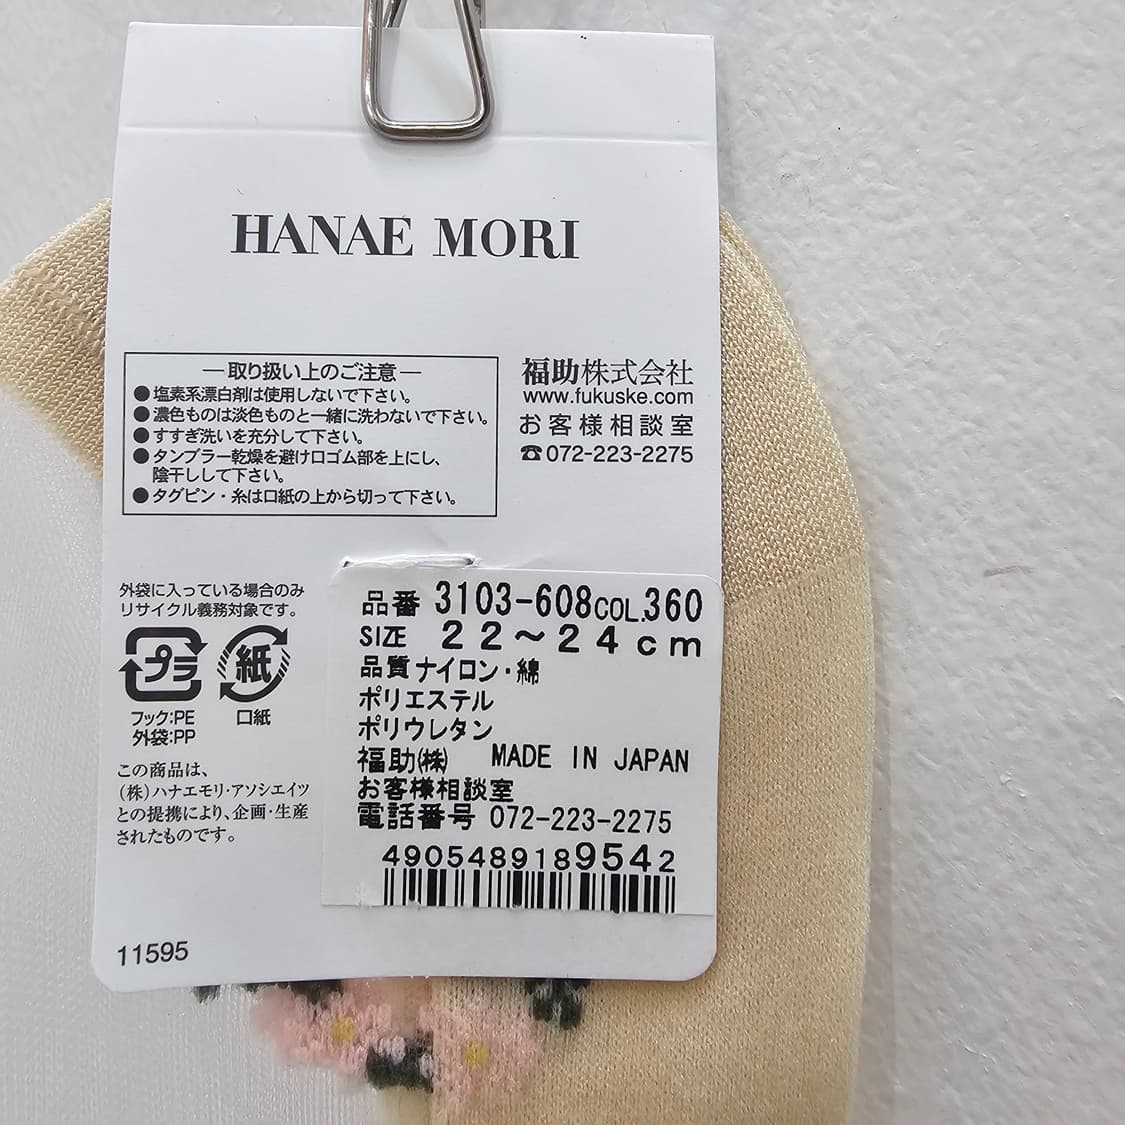 HANAE MORI
―取り扱い上のご注意―
●塩素系漂白剤は使用しないで下さい。
●濃色ものは淡色ものと一緒に洗わないで下さい。
●すすぎ洗いを充分して下さい。
●タンブラー乾燥を避け口ゴム部を上にし、
陰干しして下さい。
●タグピン・糸は口紙の上から切って下さい。
福助株式会社
www.fukuske.com
お客様相談室
☎072-223-2275
外袋に入っている場合のみ
リサイクル義務対象です。
プラ
紙
フック:PE
外袋:PP
口紙
この商品は、
(株)ハナエモリ・アソシエイツ
との提携により、企画・生産
されたものです。
11595
品番 3103-608COL.360
SIZE 22~24cm
品質ナイロン・綿
ポリエステル
ポリウレタン
福助㈱ MADE IN JAPAN
お客様相談室
電話番号 072-223-2275
4905489189542